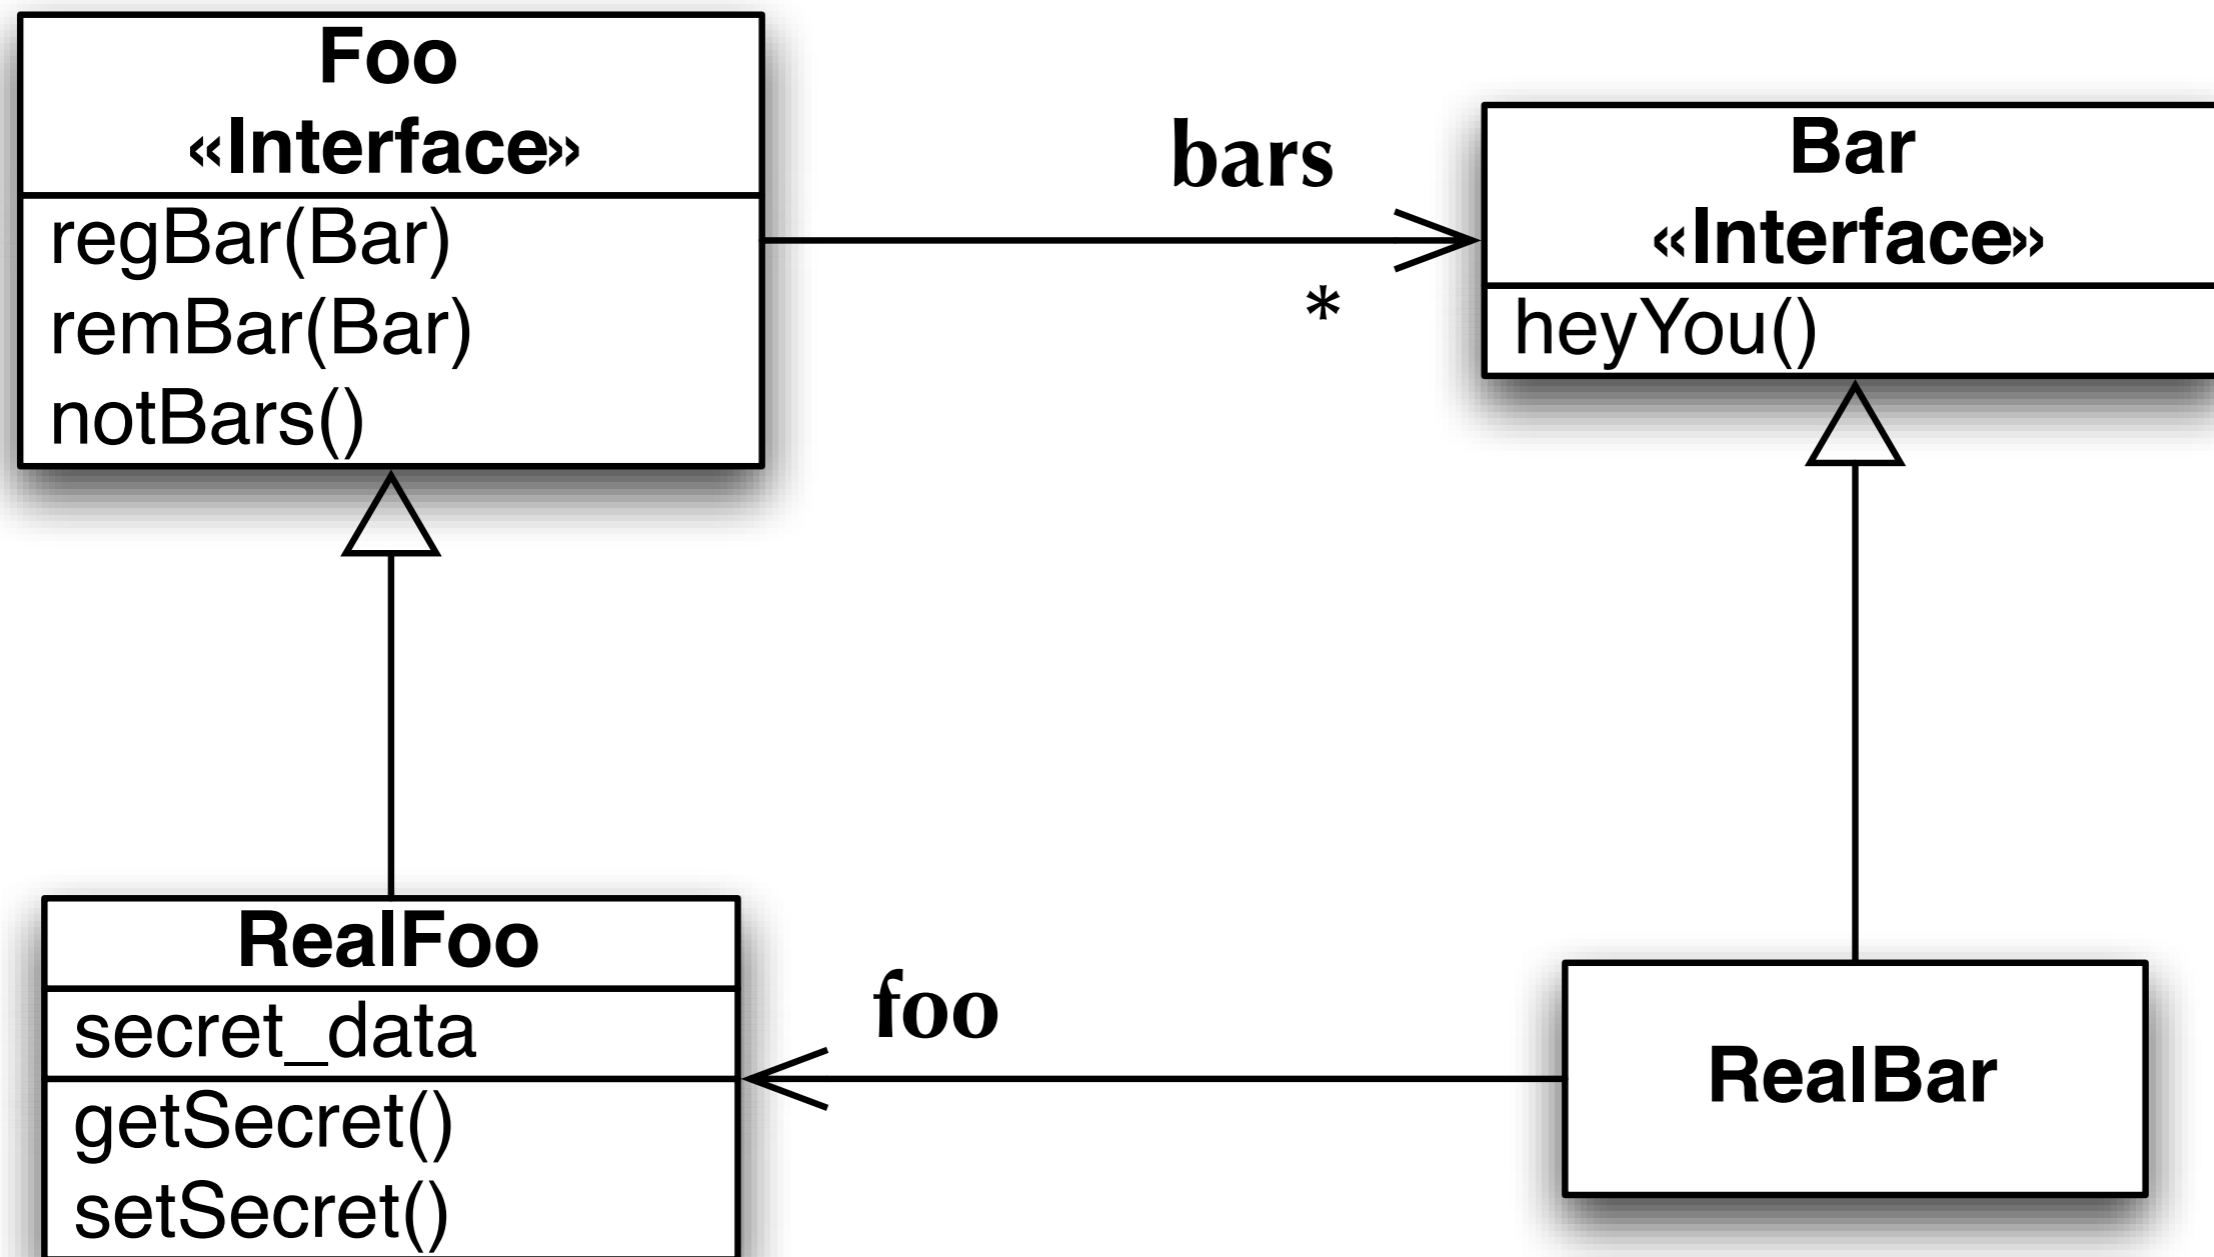 Foo
«Interface»
regBar(Bar)
remBar(Bar)
notBars()
bars
*
Bar
«Interface»
heyYou()
RealFoo
secret_data
getSecret()
setSecret()
foo
RealBar